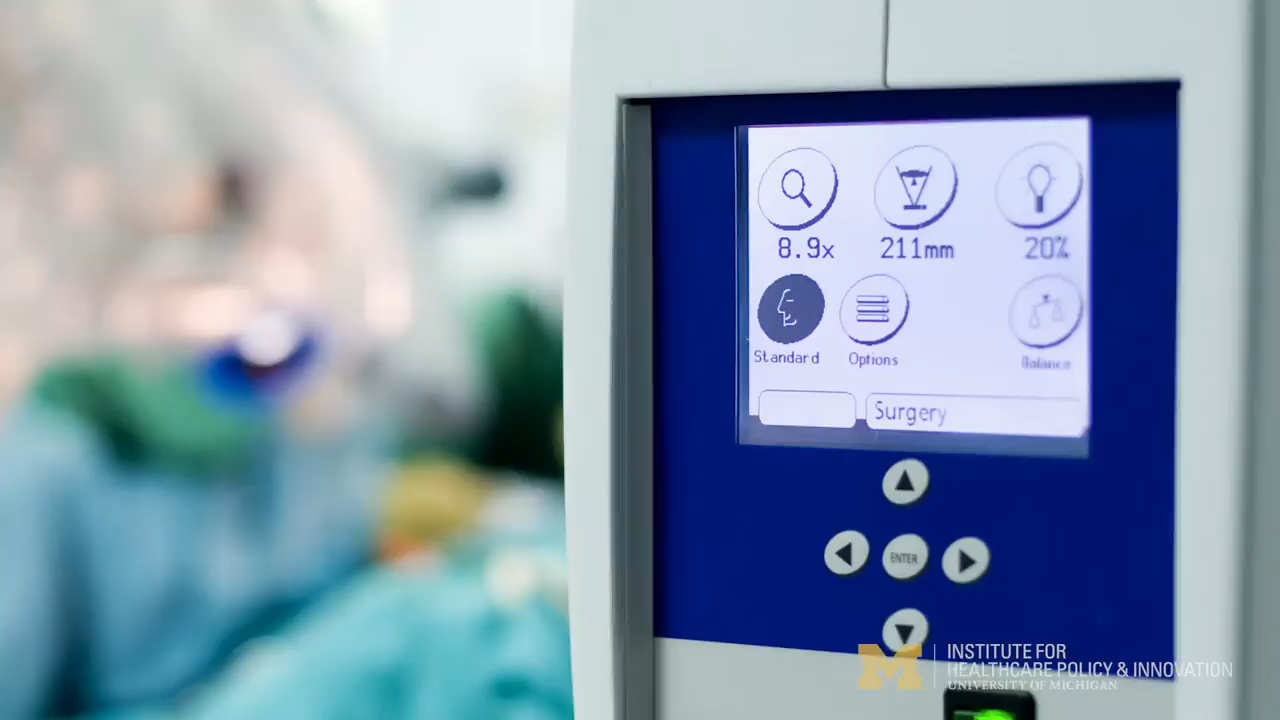 8.9x
211mm
20%
Standard
Options
Balance
Surgery
ENTER
M
INSTITUTE FOR
HEALTHCARE POLICY & INNOVATION
UNIVERSITY OF MICHIGAN